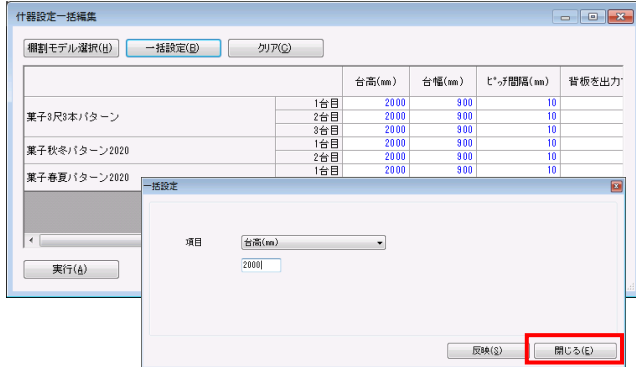 什器設定一括編集
棚割モデル選択(H) 一括設定(B) クリア(C)
台高(mm) 台幅(mm) ﾋﾟｯﾁ間隔(mm) 背板を出力
菓子3尺3本パターン 1台目 2000 900 10
2台目 2000 900 10
3台目 2000 900 10
菓子秋冬パターン2020 1台目 2000 900 10
2台目 2000 900 10
菓子春夏パターン2020 1台目 2000 900 10
一括設定
項目 台高(mm)
2000
実行(A)
反映(S) 閉じる(E)